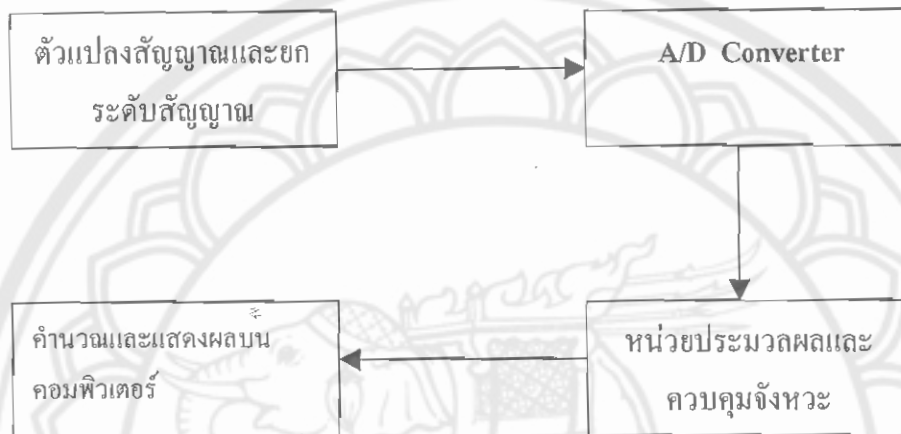 ตัวแปลงสัญญาณและยก
ระดับสัญญาณ
A/D Converter
หน่วยประมวลผลและ
ควบคุมจังหวะ
คำนวณและแสดงผลบน
คอมพิวเตอร์